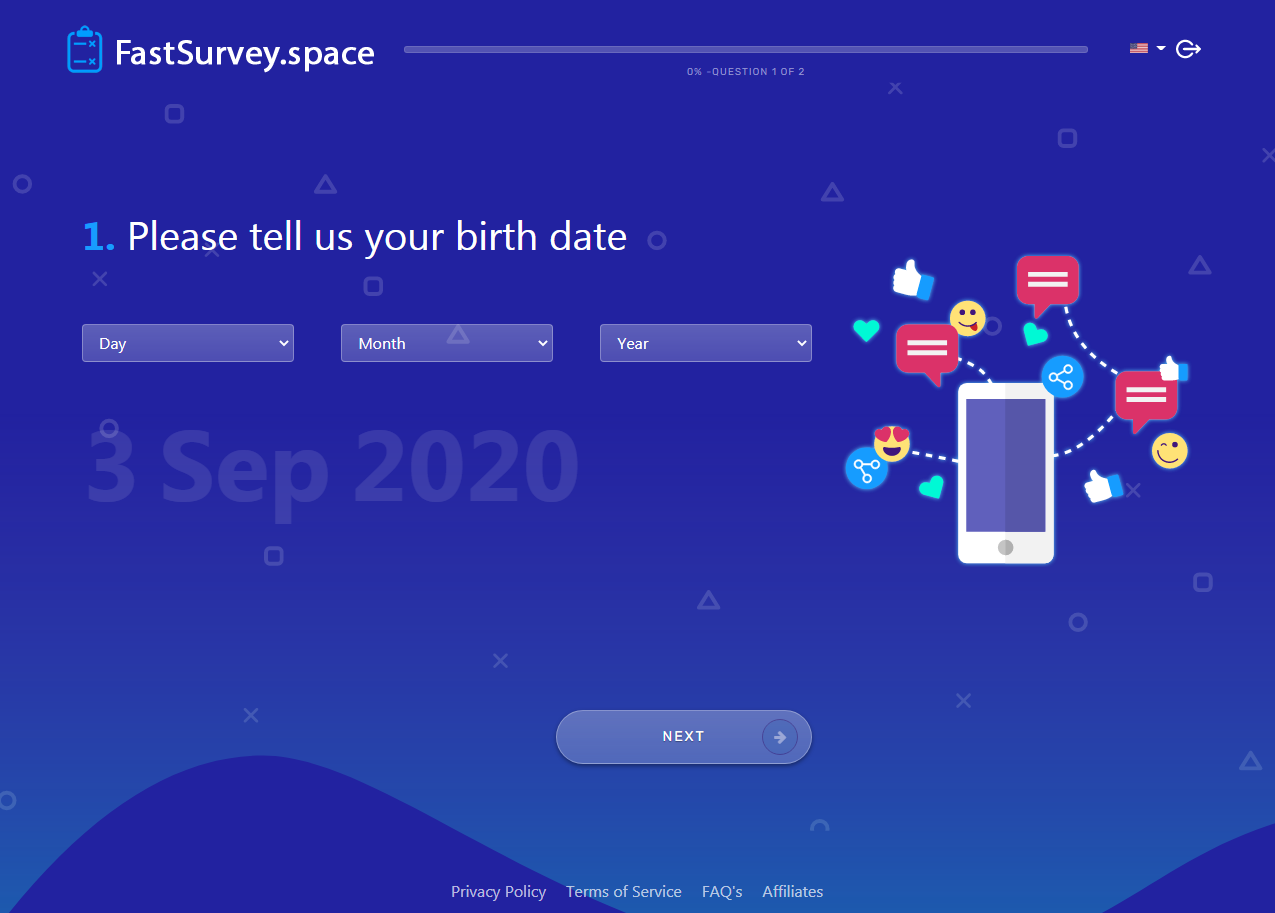 FastSurvey.space
0% -QUESTION 1 OF 2
1. Please tell us your birth date
Day Month Year
3 Sep 2020
NEXT
Privacy Policy Terms of Service FAQ's Affiliates